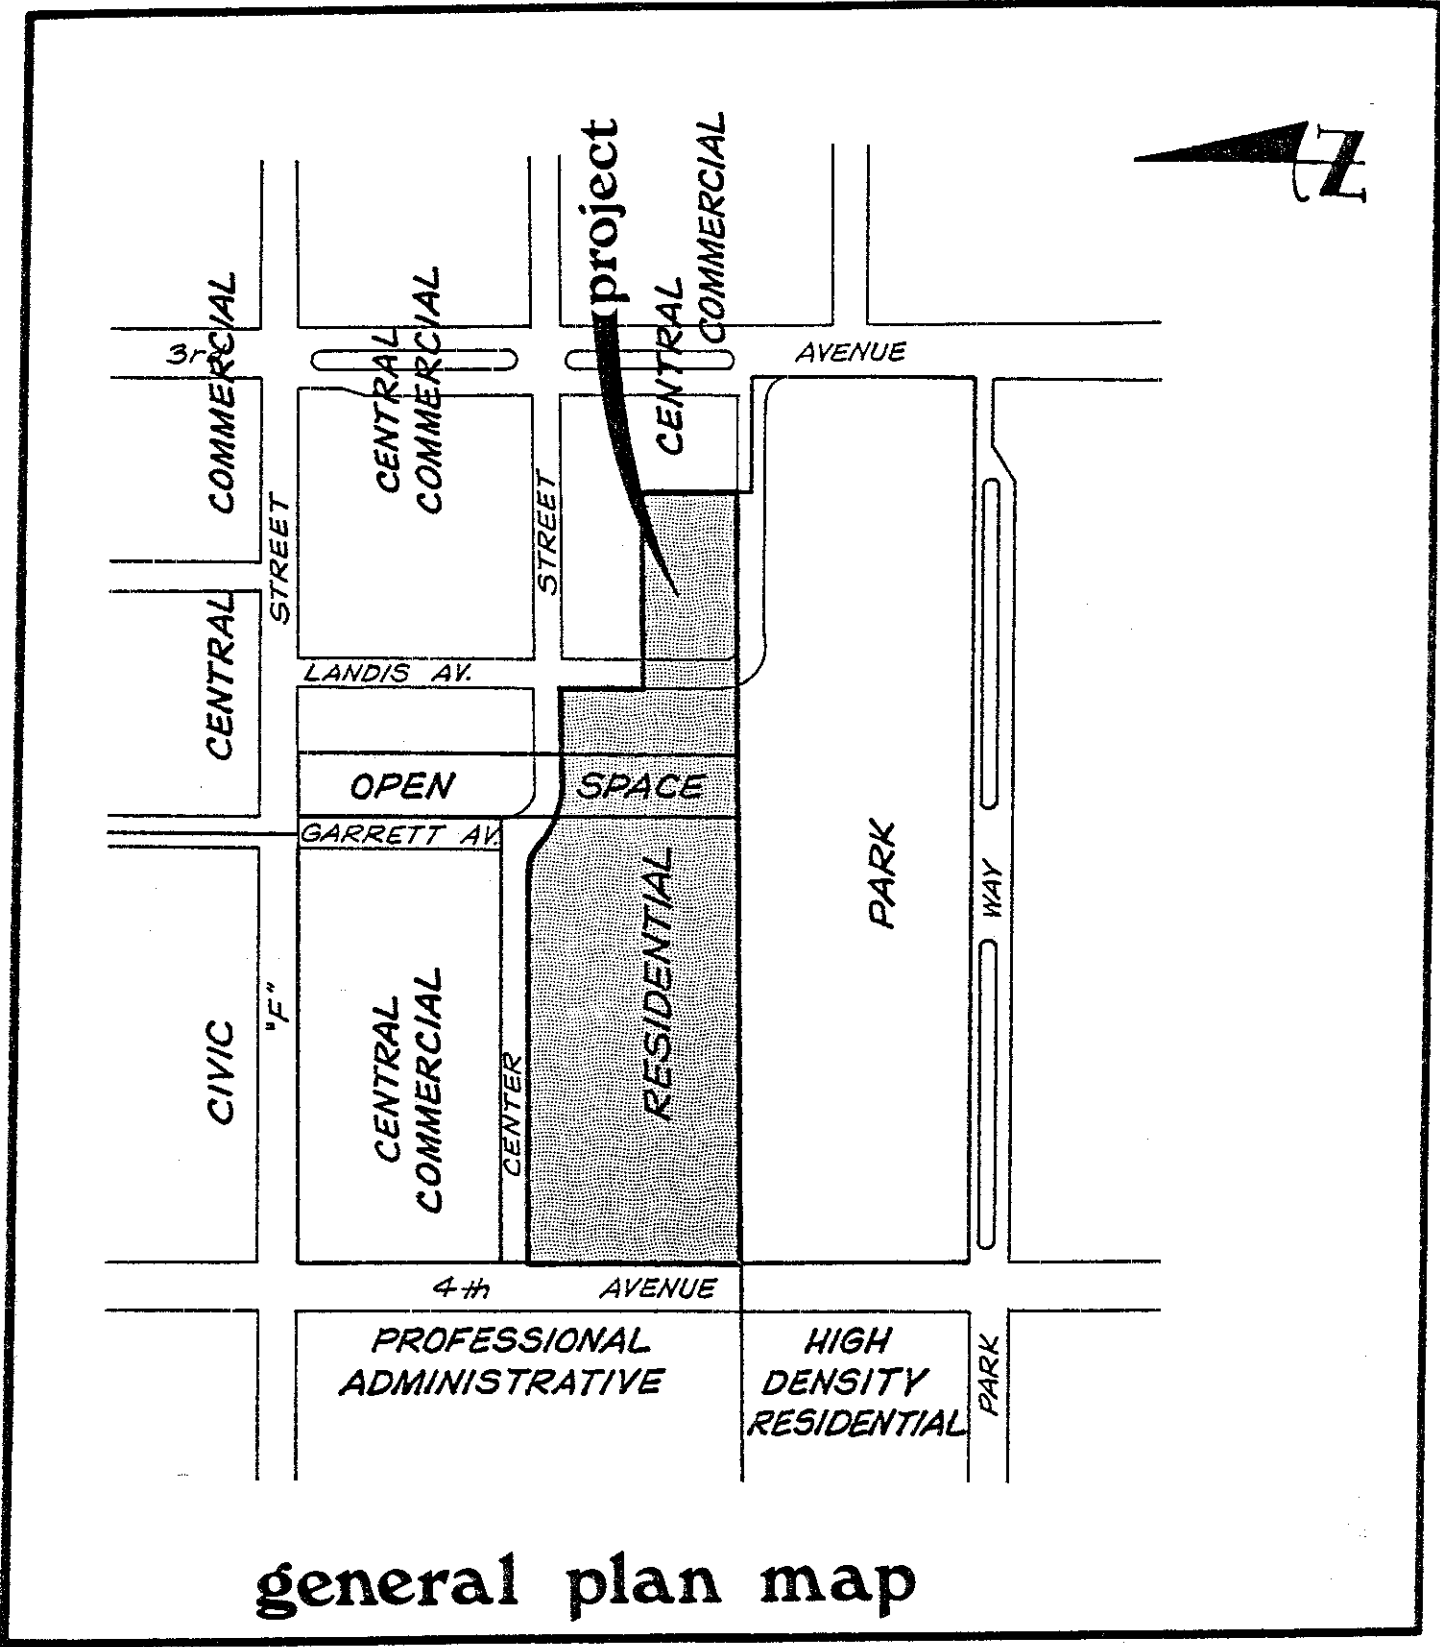 project
CENTRAL
COMMERCIAL
N
3rd
AVENUE
CENTRAL
COMMERCIAL
CENTRAL
COMMERCIAL
STREET
STREET
LANDIS AV.
OPEN SPACE
GARRETT AV.
RESIDENTIAL
PARK
WAY
CIVIC
"F"
CENTRAL
COMMERCIAL
CENTER
4th AVENUE
PROFESSIONAL
ADMINISTRATIVE
HIGH
DENSITY
RESIDENTIAL
PARK
general plan map